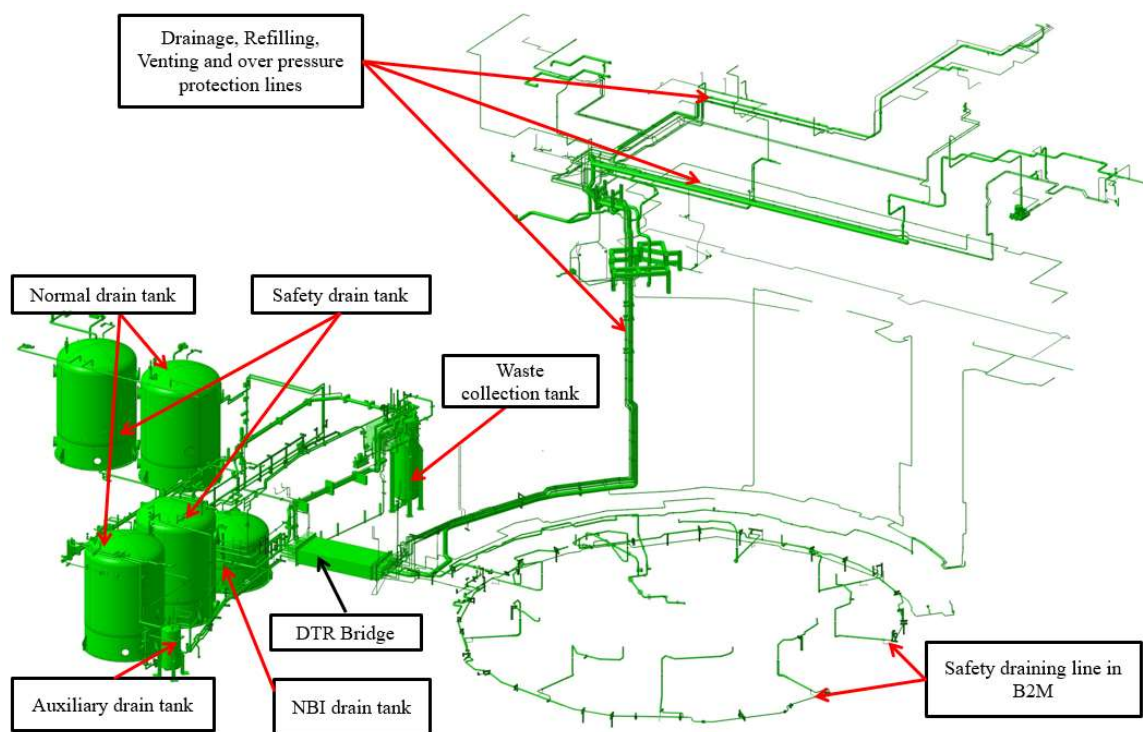 Drainage, Refilling,
Venting and over pressure
protection lines
Normal drain tank
Safety drain tank
Waste
collection tank
DTR Bridge
Auxiliary drain tank
NBI drain tank
Safety draining line in
B2M